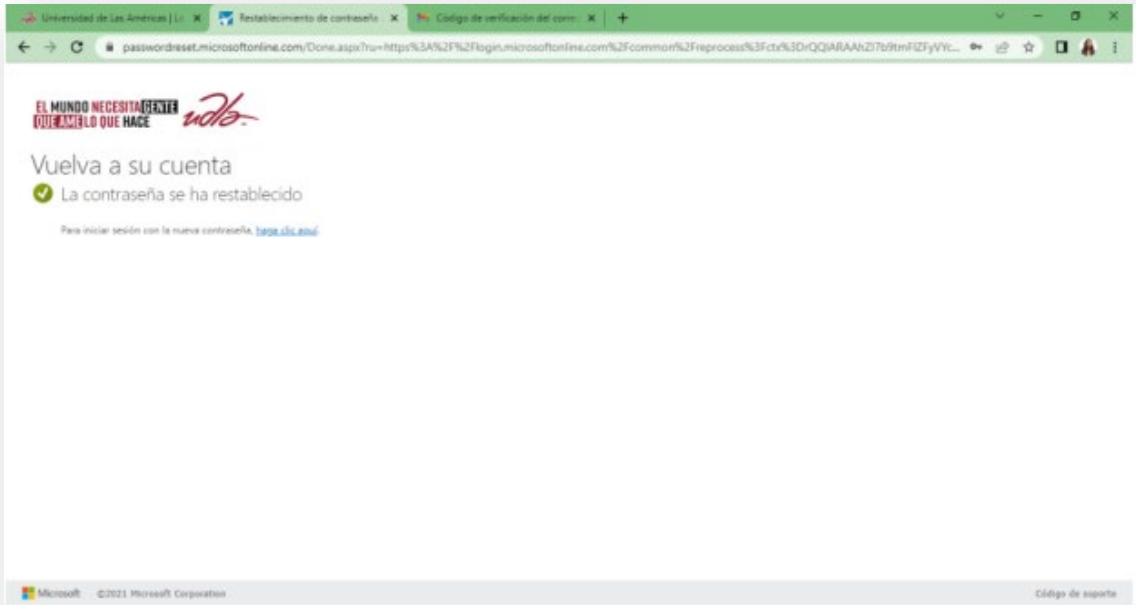 Universidad de Las Américas | Lo
Restablecimiento de contraseña
Código de verificación del corre
passwordreset.microsoftonline.com/Done.aspx?ru=https%3A%2F%2Flogin.microsoftonline.com%2Fcommon%2Freprocess%3Fctx%3D
EL MUNDO NECESITA GENTE
QUE AME LO QUE HACE
udla-
Vuelva a su cuenta
La contraseña se ha restablecido
Para iniciar sesión con la nueva contraseña, haga clic aquí.
Microsoft ©2021 Microsoft Corporation
Código de soporte